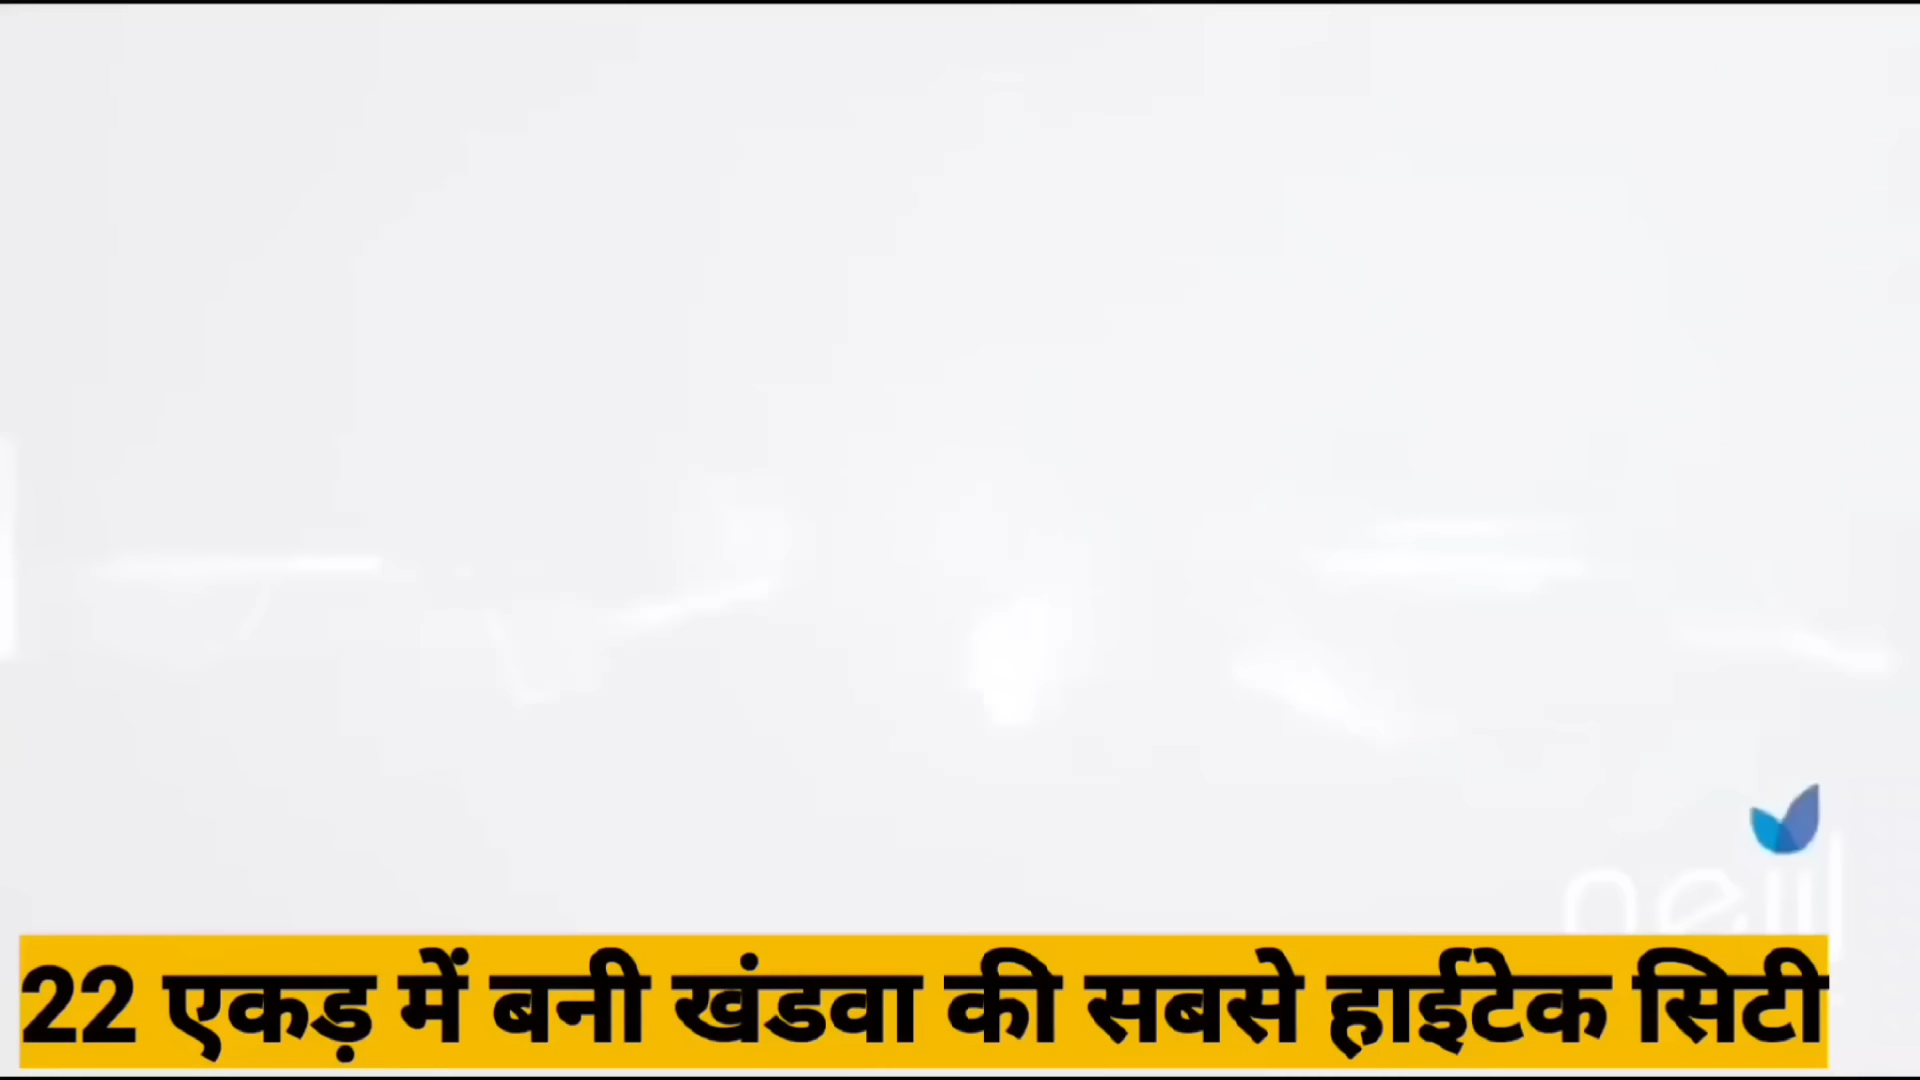 22 एकड़ में बनी खंडवा की सबसे हाईटेक सिटी